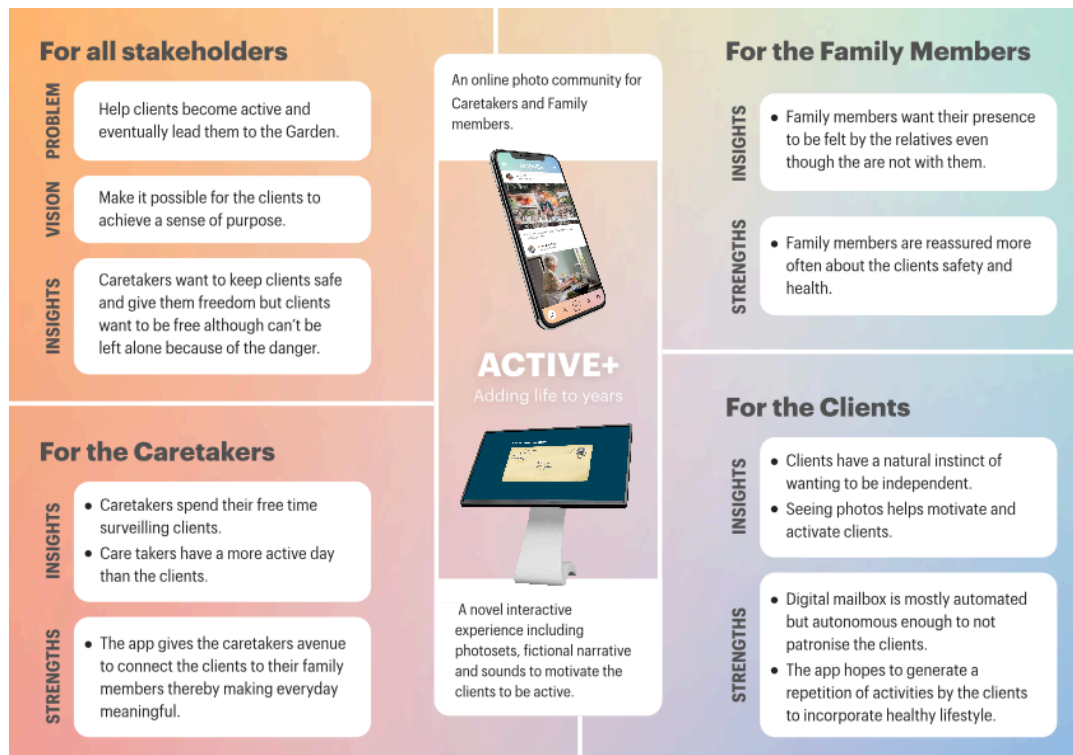 For all stakeholders
PROBLEM
Help clients become active and
eventually lead them to the Garden.
VISION
Make it possible for the clients to
achieve a sense of purpose.
INSIGHTS
Caretakers want to keep clients safe
and give them freedom but clients
want to be free although can't be
left alone because of the danger.
For the Caretakers
INSIGHTS
• Caretakers spend their free time
surveilling clients.
• Care takers have a more active day
than the clients.
STRENGTHS
• The app gives the caretakers avenue
to connect the clients to their family
members thereby making everyday
meaningful.
An online photo community for
Caretakers and Family
members.
ACTIVE+
Adding life to years
A novel interactive
experience including
photosets, fictional narrative
and sounds to motivate the
clients to be active.
For the Family Members
INSIGHTS
• Family members want their presence
to be felt by the relatives even
though the are not with them.
STRENGTHS
• Family members are reassured more
often about the clients safety and
health.
For the Clients
INSIGHTS
• Clients have a natural instinct of
wanting to be independent.
• Seeing photos helps motivate and
activate clients.
STRENGTHS
• Digital mailbox is mostly automated
but autonomous enough to not
patronise the clients.
• The app hopes to generate a
repetition of activities by the clients
to incorporate healthy lifestyle.